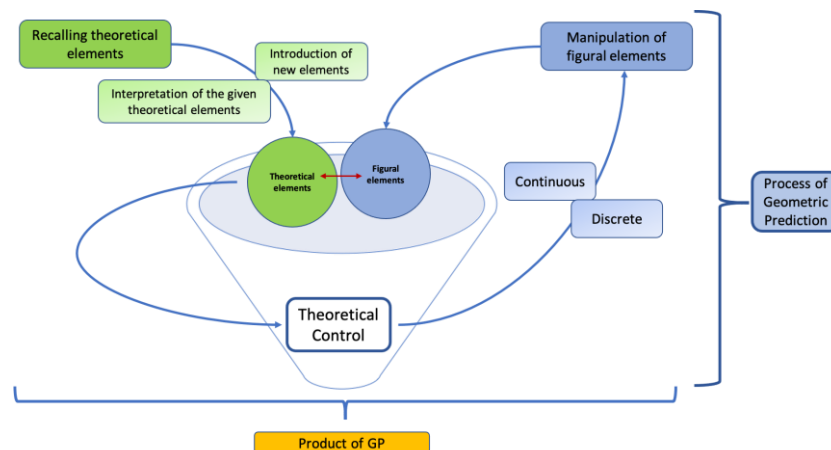 Recalling theoretical
elements
Introduction of
new elements
Interpretation of the given
theoretical elements
Manipulation of
figural elements
Theoretical
elements
Figural
elements
Continuous
Discrete
Process of
Geometric
Prediction
Theoretical
Control
Product of GP